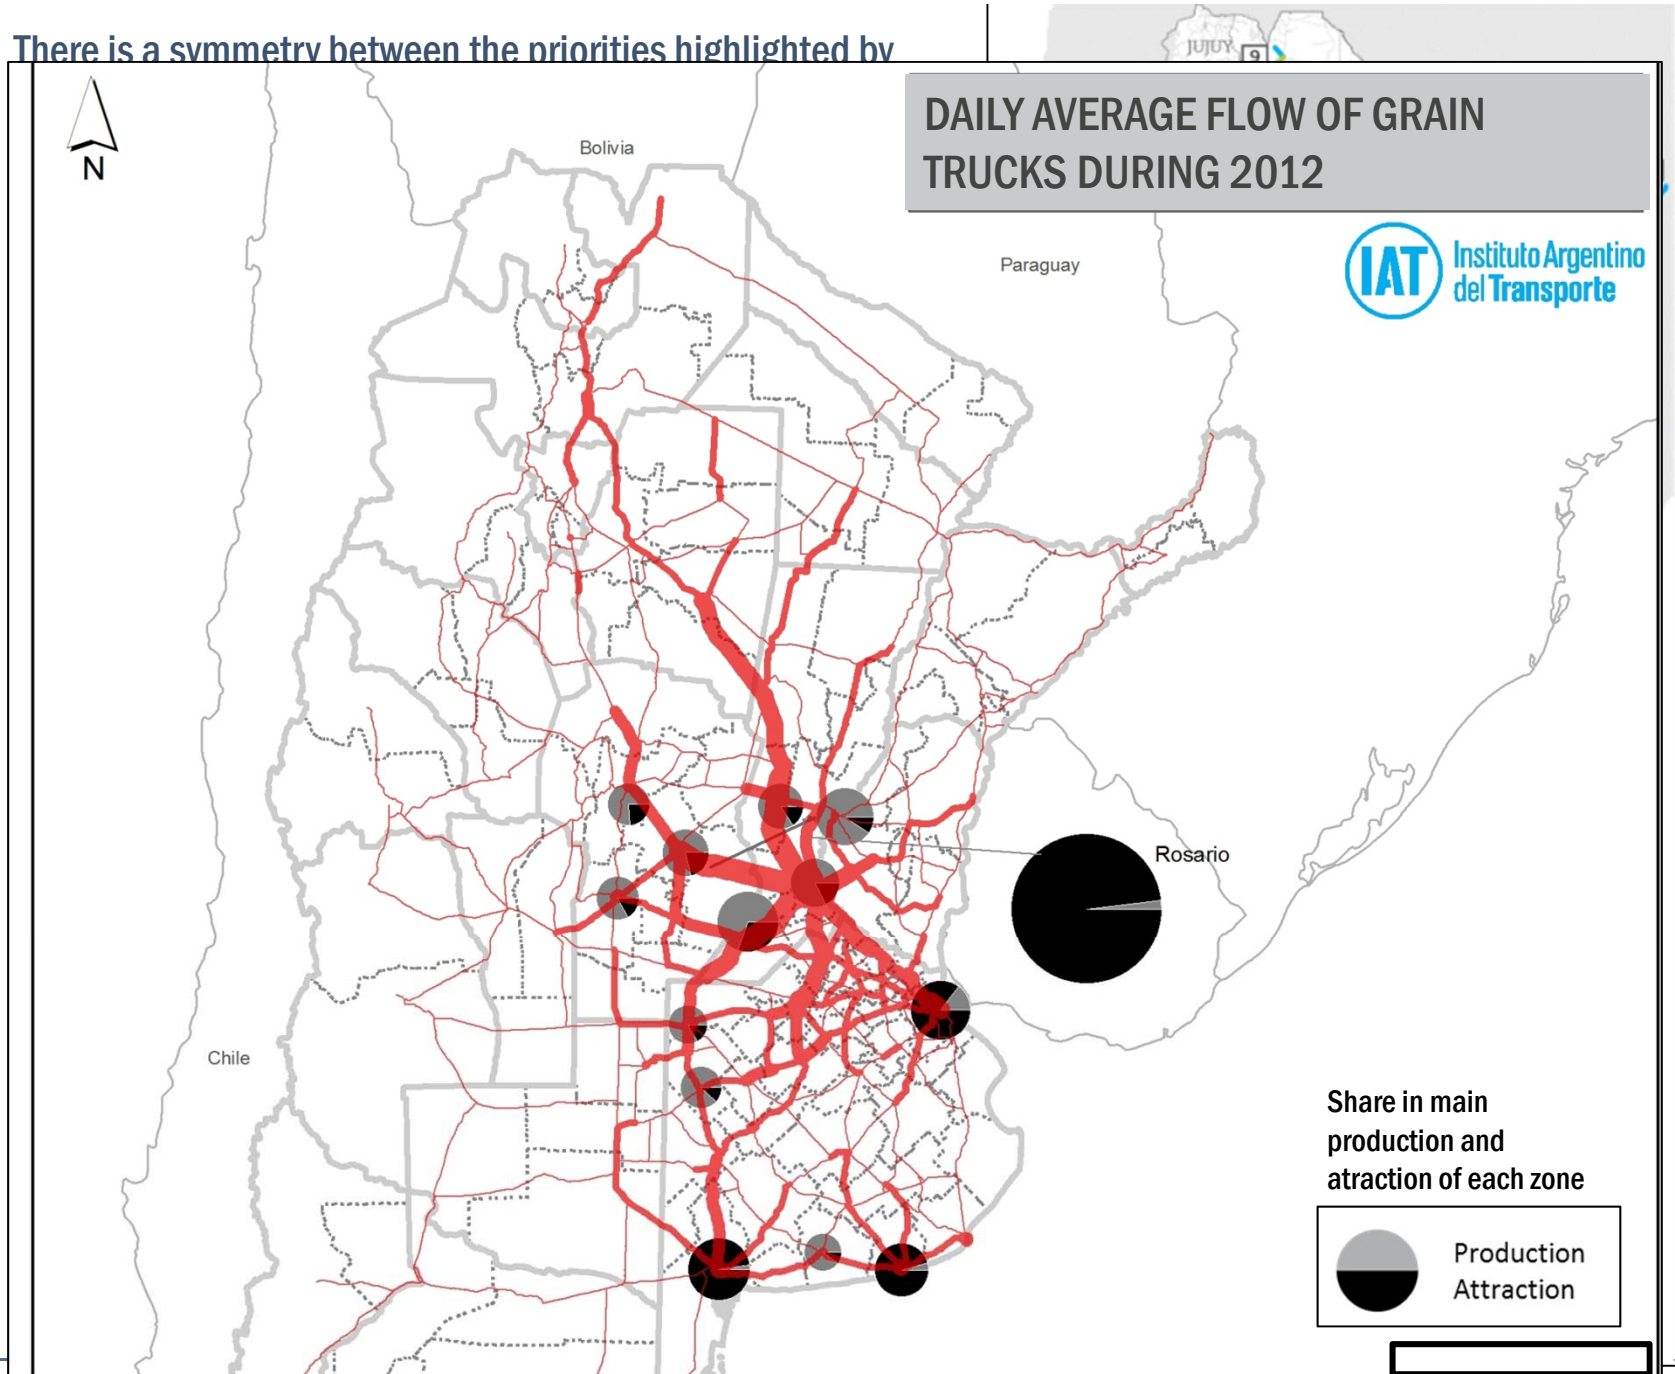 There is a symmetry between the priorities highlighted by
JUJUY
9
DAILY AVERAGE FLOW OF GRAIN
TRUCKS DURING 2012
N
Bolivia
Paraguay
IAT
Instituto Argentino
del Transporte
Rosario
Chile
Share in main
production and
atraction of each zone
Production
Attraction